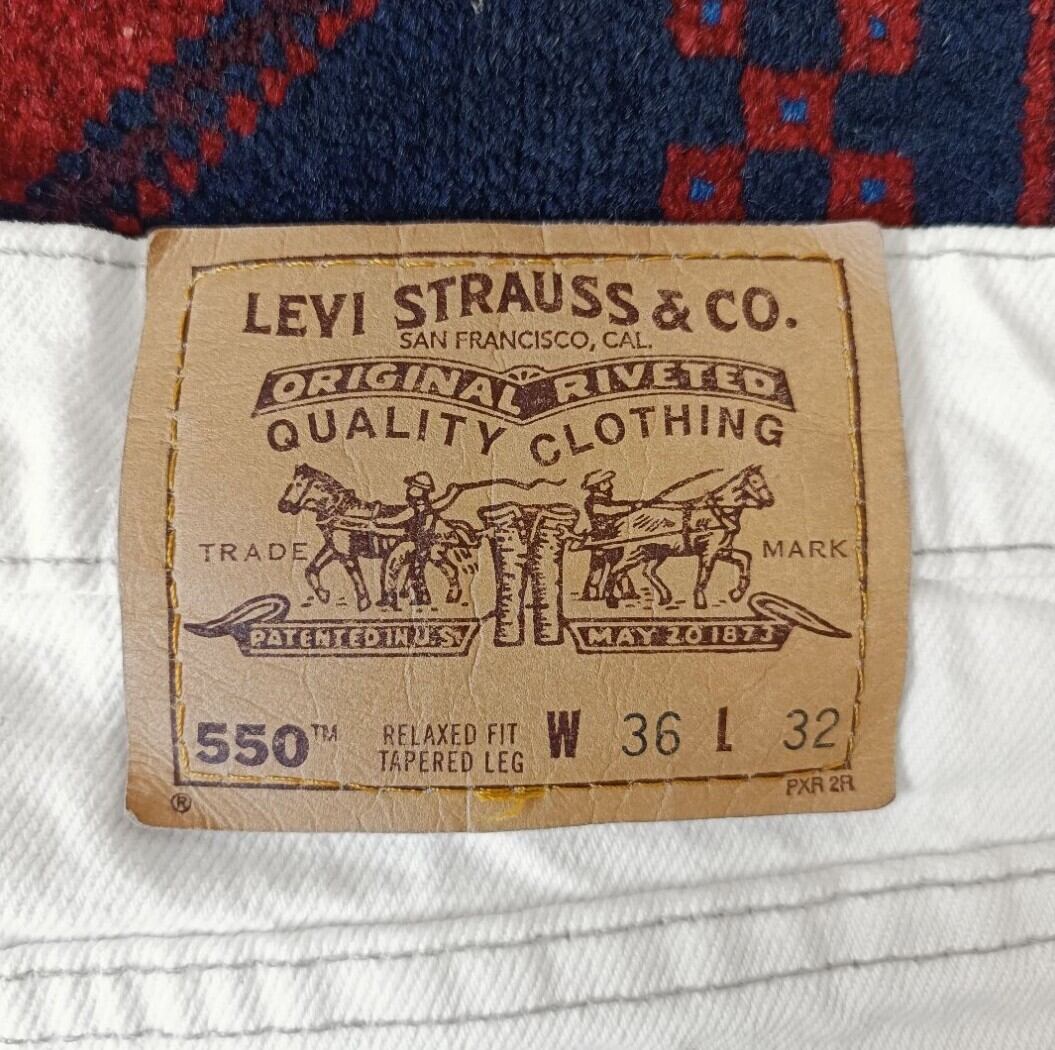 LEVI STRAUSS & CO.
SAN FRANCISCO, CAL.
ORIGINAL RIVETED
QUALITY CLOTHING
TRADE MARK
PATENTED IN U.S. MAY 20 1873
550™ RELAXED FIT W 36 L 32
TAPERED LEG
® PXR 2R